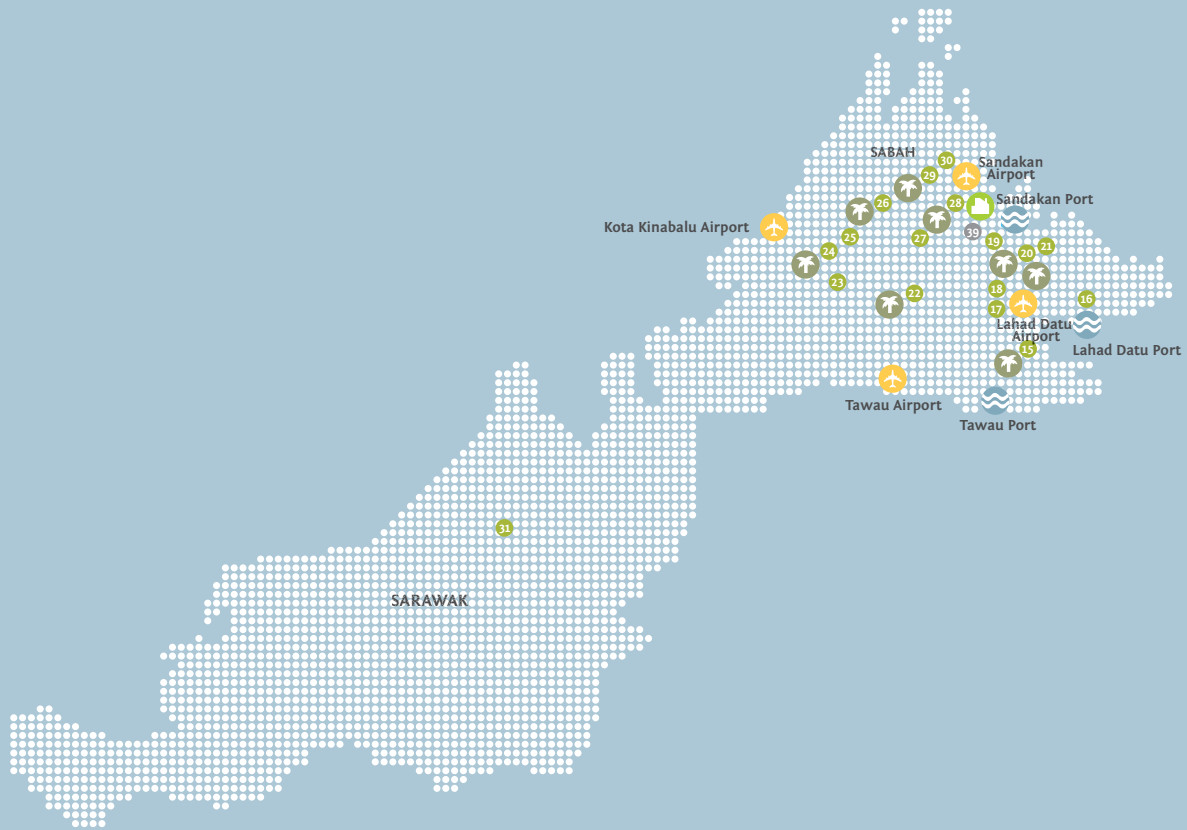 SABAH
30
Sandakan
Airport
29
26
28
Sandakan Port
Kota Kinabalu Airport
39
25
27
19
21
24
20
23
18
22
16
17
Lahad Datu
Airport
15
Lahad Datu Port
Tawau Airport
Tawau Port
31
SARAWAK